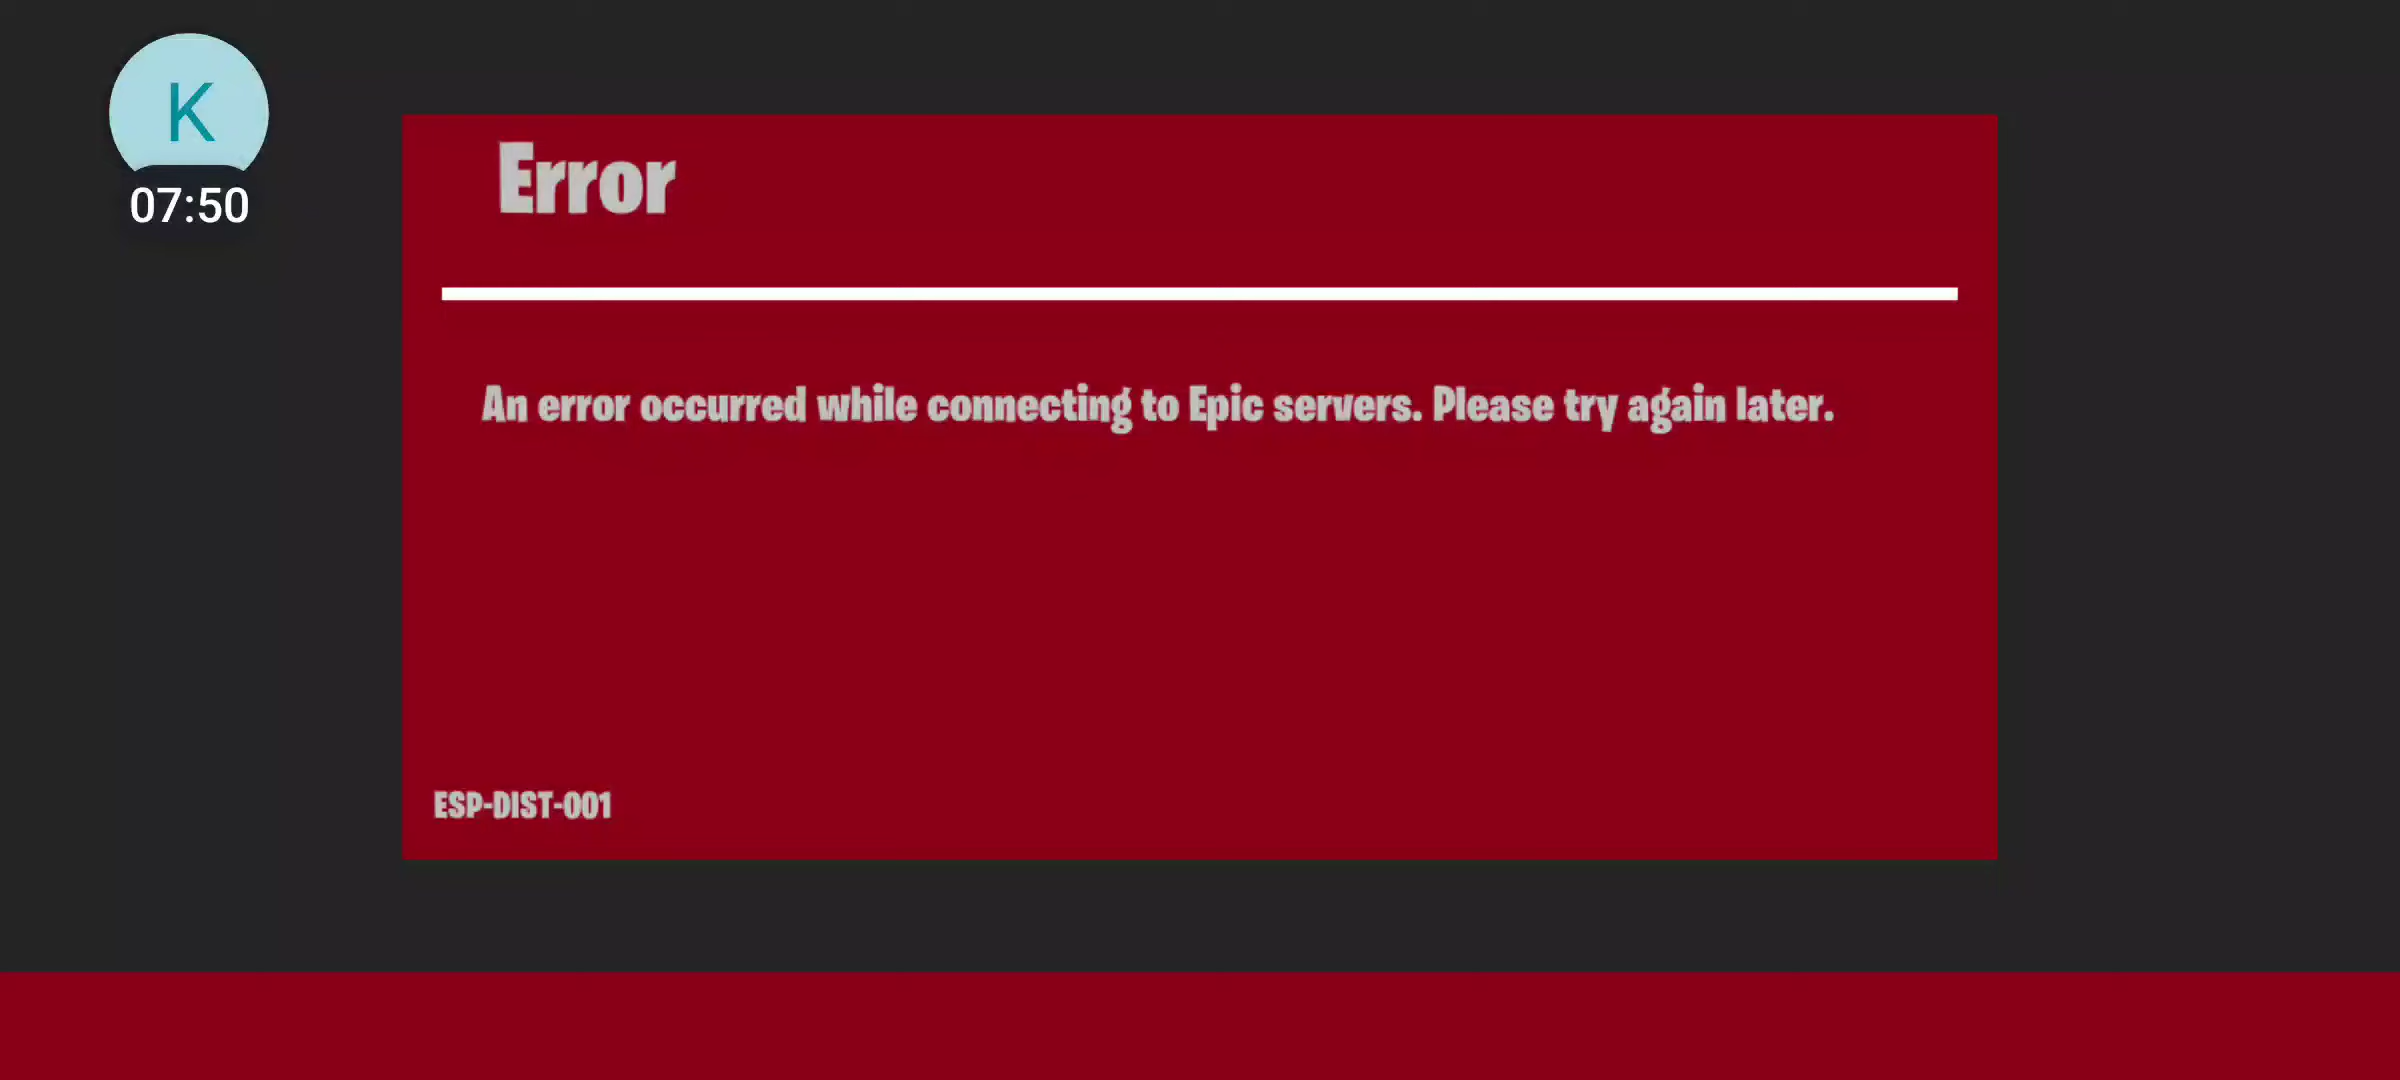 K
07:50
Error
An error occurred while connecting to Epic servers. Please try again later.
ESP-DIST-001